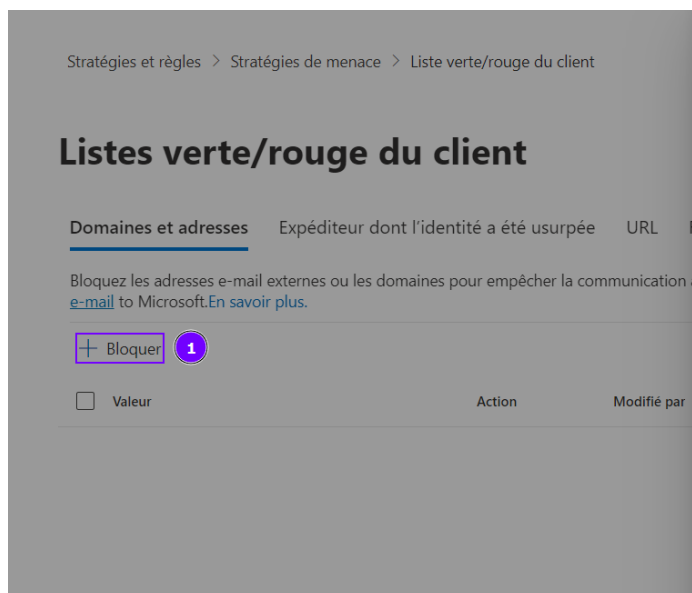 Stratégies et règles > Stratégies de menace > Liste verte/rouge du client
Listes verte/rouge du client
Domaines et adresses Expéditeur dont l'identité a été usurpée URL
Bloquez les adresses e-mail externes ou les domaines pour empêcher la communication
e-mail to Microsoft.En savoir plus.
+ Bloquer 1
Valeur Action Modifié par